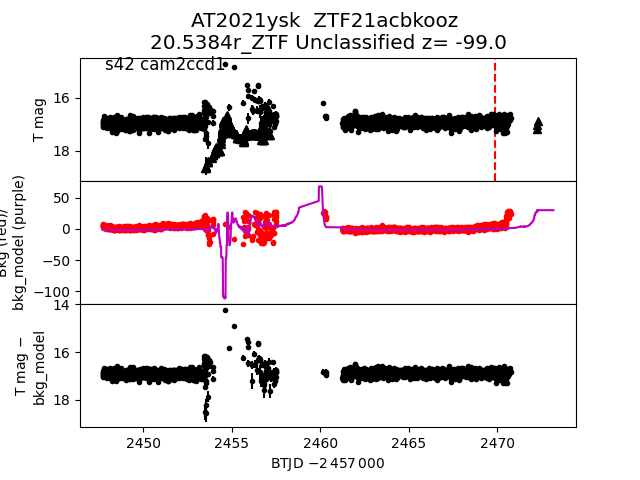 AT2021ysk  ZTF21acbkooz
20.5384r_ZTF Unclassified z= -99.0
s42 cam2ccd1
T mag
16
18
Bkg (red)/
bkg_model (purple)
50
0
−50
−100
T mag −
bkg_model
14
16
18
2450
2455
2460
2465
2470
BTJD −2 457 000